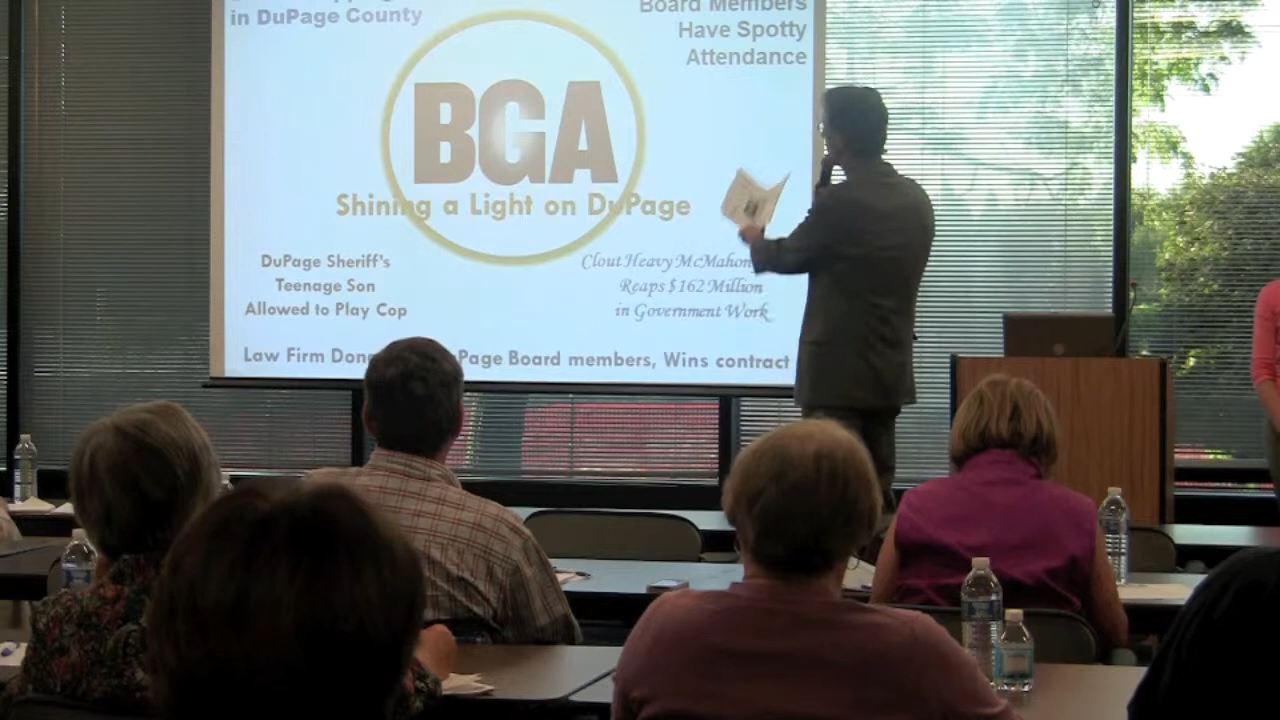 in DuPage County
Board Members
Have Spotty
Attendance
BGA
Shining a Light on DuPage
DuPage Sheriff's
Teenage Son
Allowed to Play Cop
Clout Heavy McMahon
Reaps $162 Million
in Government Work
Law Firm Page Board members, Wins contract